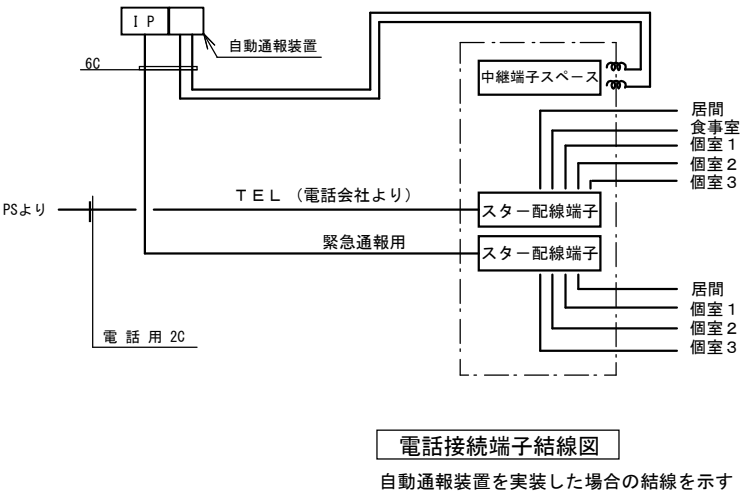 ＩＰ
自動通報装置
6C
中継端子スペース
居間
食事室
個室１
個室２
個室３
PSより
ＴＥＬ （電話会社より）
スター配線端子
緊急通報用
スター配線端子
居間
個室１
個室２
個室３
電 話 用 2C
電話接続端子結線図
自動通報装置を実装した場合の結線を示す